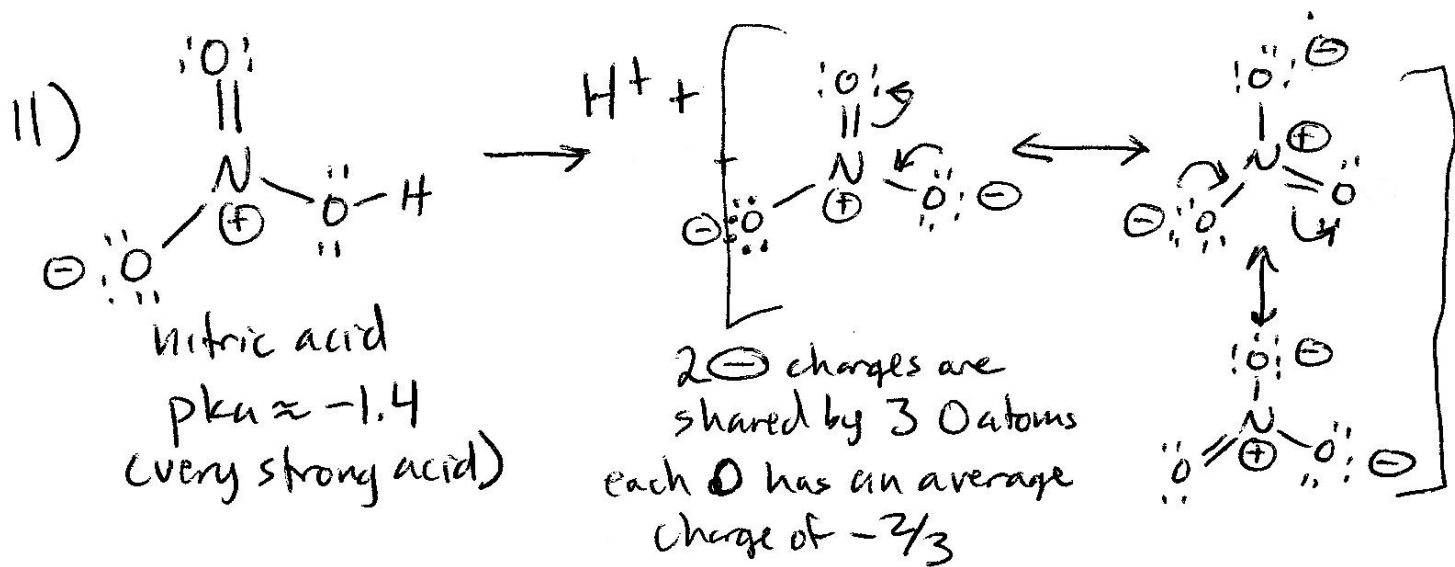 11)
:O:
||
N
⊕
Ö-H
⊖ :Ö:
→
H⁺ +
:O:
||
N
⊕
⊖ :Ö:
Ö: ⊖
↔
:Ö: ⊖
N ⊕
⊖ :Ö:
O
↕
:O: ⊖
N
⊕
O
Ö: ⊖
nitric acid
pka ≈ -1.4
(very strong acid)
2 ⊖ charges are
shared by 3 O atoms
each O has an average
charge of -2/3